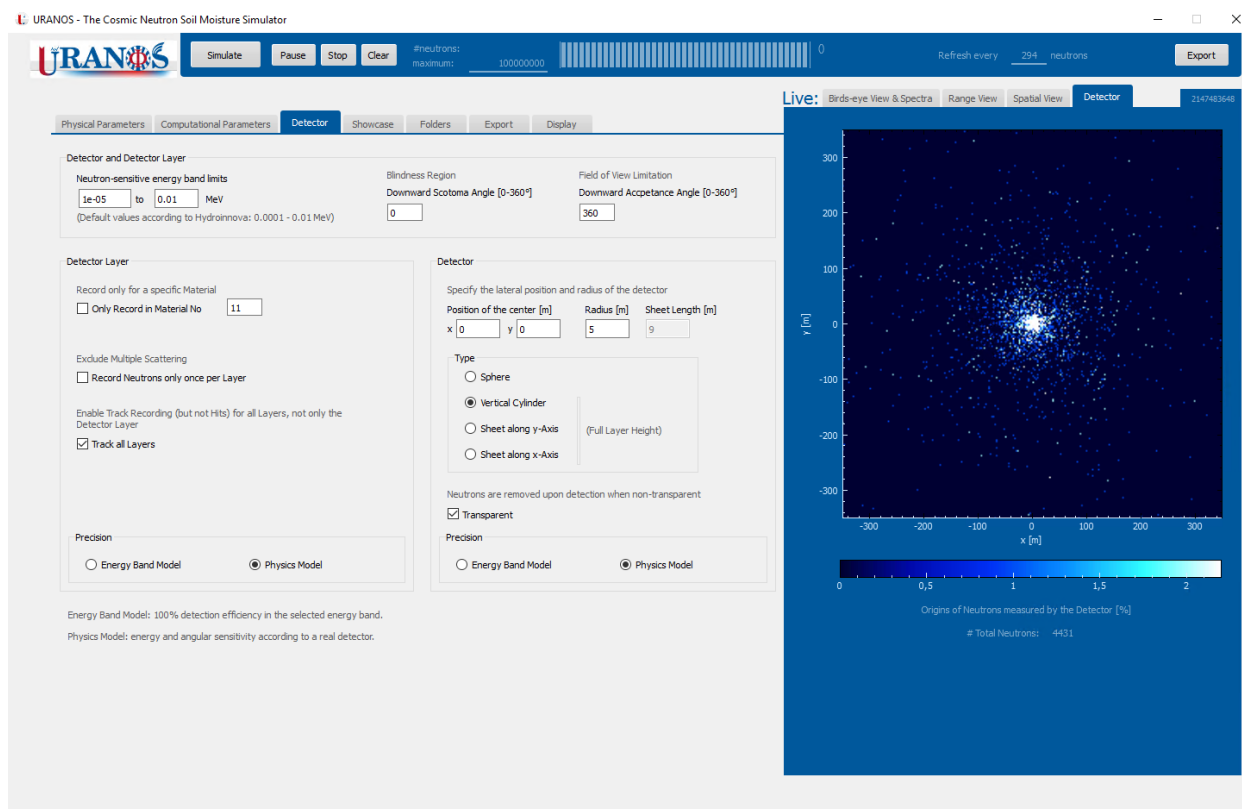 URANOS - The Cosmic Neutron Soil Moisture Simulator
URANOS
Simulate
Pause
Stop
Clear
#neutrons:
maximum: 100000000
0
Refresh every 294 neutrons
Export
Live:
Birds-eye View & Spectra
Range View
Spatial View
Detector
2147483648
Physical Parameters
Computational Parameters
Detector
Showcase
Folders
Export
Display
Detector and Detector Layer
Neutron-sensitive energy band limits
1e-05 to 0.01 MeV
(Default values according to Hydroinnova: 0.0001 - 0.01 MeV)
Blindness Region
Downward Scotoma Angle [0-360°]
0
Field of View Limitation
Downward Accpetance Angle [0-360°]
360
Detector Layer
Record only for a specific Material
Only Record in Material No 11
Exclude Multiple Scattering
Record Neutrons only once per Layer
Enable Track Recording (but not Hits) for all Layers, not only the
Detector Layer
Track all Layers
Precision
Energy Band Model
Physics Model
Detector
Specify the lateral position and radius of the detector
Position of the center [m] Radius [m] Sheet Length [m]
x 0 y 0 5 9
Type
Sphere
Vertical Cylinder
Sheet along y-Axis
(Full Layer Height)
Sheet along x-Axis
Neutrons are removed upon detection when non-transparent
Transparent
Precision
Energy Band Model
Physics Model
Energy Band Model: 100% detection efficiency in the selected energy band.
Physics Model: energy and angular sensitivity according to a real detector.
300
200
100
0
-100
-200
-300
y [m]
-300 -200 -100 0 100 200 300
x [m]
0 0,5 1 1,5 2
Origins of Neutrons measured by the Detector [%]
# Total Neutrons: 4431